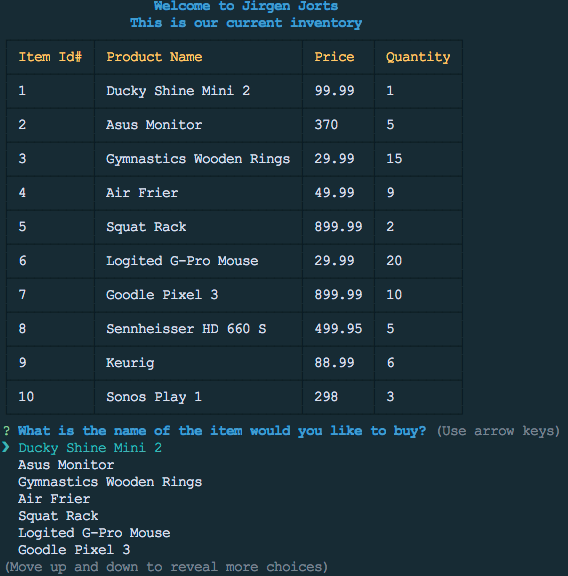 Welcome to Jirgen Jorts
This is our current inventory
Item Id# Product Name Price Quantity
1 Ducky Shine Mini 2 99.99 1
2 Asus Monitor 370 5
3 Gymnastics Wooden Rings 29.99 15
4 Air Frier 49.99 9
5 Squat Rack 899.99 2
6 Logited G-Pro Mouse 29.99 20
7 Goodle Pixel 3 899.99 10
8 Sennheisser HD 660 S 499.95 5
9 Keurig 88.99 6
10 Sonos Play 1 298 3
? What is the name of the item would you like to buy? (Use arrow keys)
❯ Ducky Shine Mini 2
Asus Monitor
Gymnastics Wooden Rings
Air Frier
Squat Rack
Logited G-Pro Mouse
Goodle Pixel 3
(Move up and down to reveal more choices)